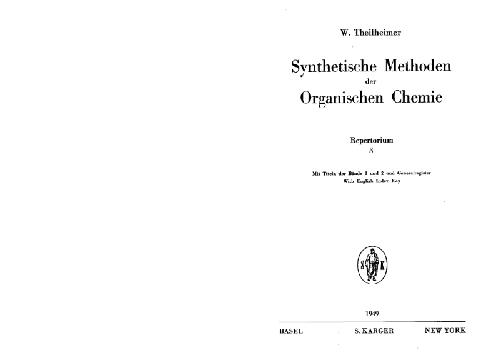 W. Theilheimer
Synthetische Methoden
der
Organischen Chemie
Repertorium
Mit Titeln der Bände 1 und 2 und Generalregister
With English Index Key
S K
1949
BASEL S. KARGER NEW YORK